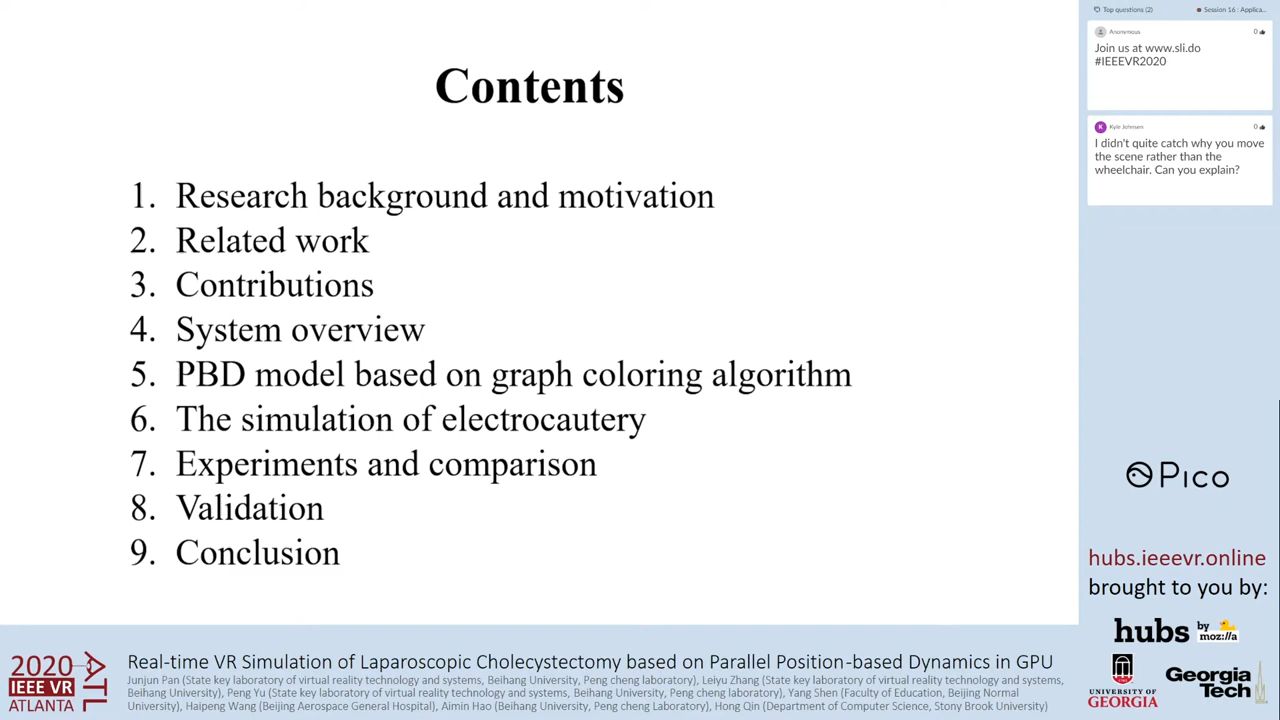 Contents
1. Research background and motivation
2. Related work
3. Contributions
4. System overview
5. PBD model based on graph coloring algorithm
6. The simulation of electrocautery
7. Experiments and comparison
8. Validation
9. Conclusion
Top questions (2)
Session 16 : Applica...
Anonymous
0
Join us at www.sli.do
#IEEEVR2020
K
Kyle Johnsen
0
I didn't quite catch why you move
the scene rather than the
wheelchair. Can you explain?
Pico
hubs.ieeevr.online
brought to you by:
hubs by
moz://a
UNIVERSITY OF
GEORGIA
Georgia
Tech
2020
IEEE VR
ATLANTA
ATL
Real-time VR Simulation of Laparoscopic Cholecystectomy based on Parallel Position-based Dynamics in GPU
Junjun Pan (State key laboratory of virtual reality technology and systems, Beihang University, Peng cheng laboratory), Leiyu Zhang (State key laboratory of virtual reality technology and systems,
Beihang University), Peng Yu (State key laboratory of virtual reality technology and systems, Beihang University, Peng cheng laboratory), Yang Shen (Faculty of Education, Beijing Normal
University), Haipeng Wang (Beijing Aerospace General Hospital), Aimin Hao (Beihang University, Peng cheng Laboratory), Hong Qin (Department of Computer Science, Stony Brook University)